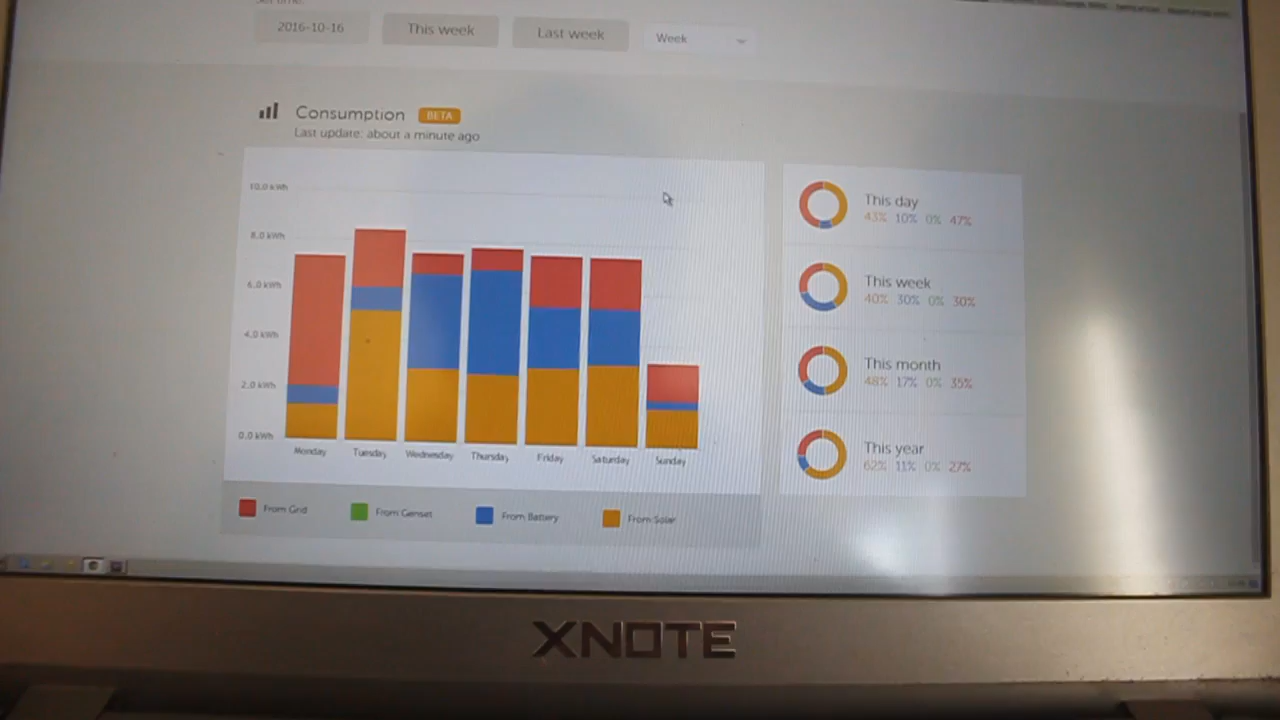 Set time:
2016-10-16 This week Last week Week
Consumption BETA
Last update: about a minute ago
10.0 kWh
8.0 kWh
6.0 kWh
4.0 kWh
2.0 kWh
0.0 kWh
Monday Tuesday Wednesday Thursday Friday Saturday Sunday
From Grid From Genset From Battery From Solar
This day
43% 10% 0% 47%
This week
40% 30% 0% 30%
This month
48% 17% 0% 35%
This year
62% 11% 0% 27%
XNOTE